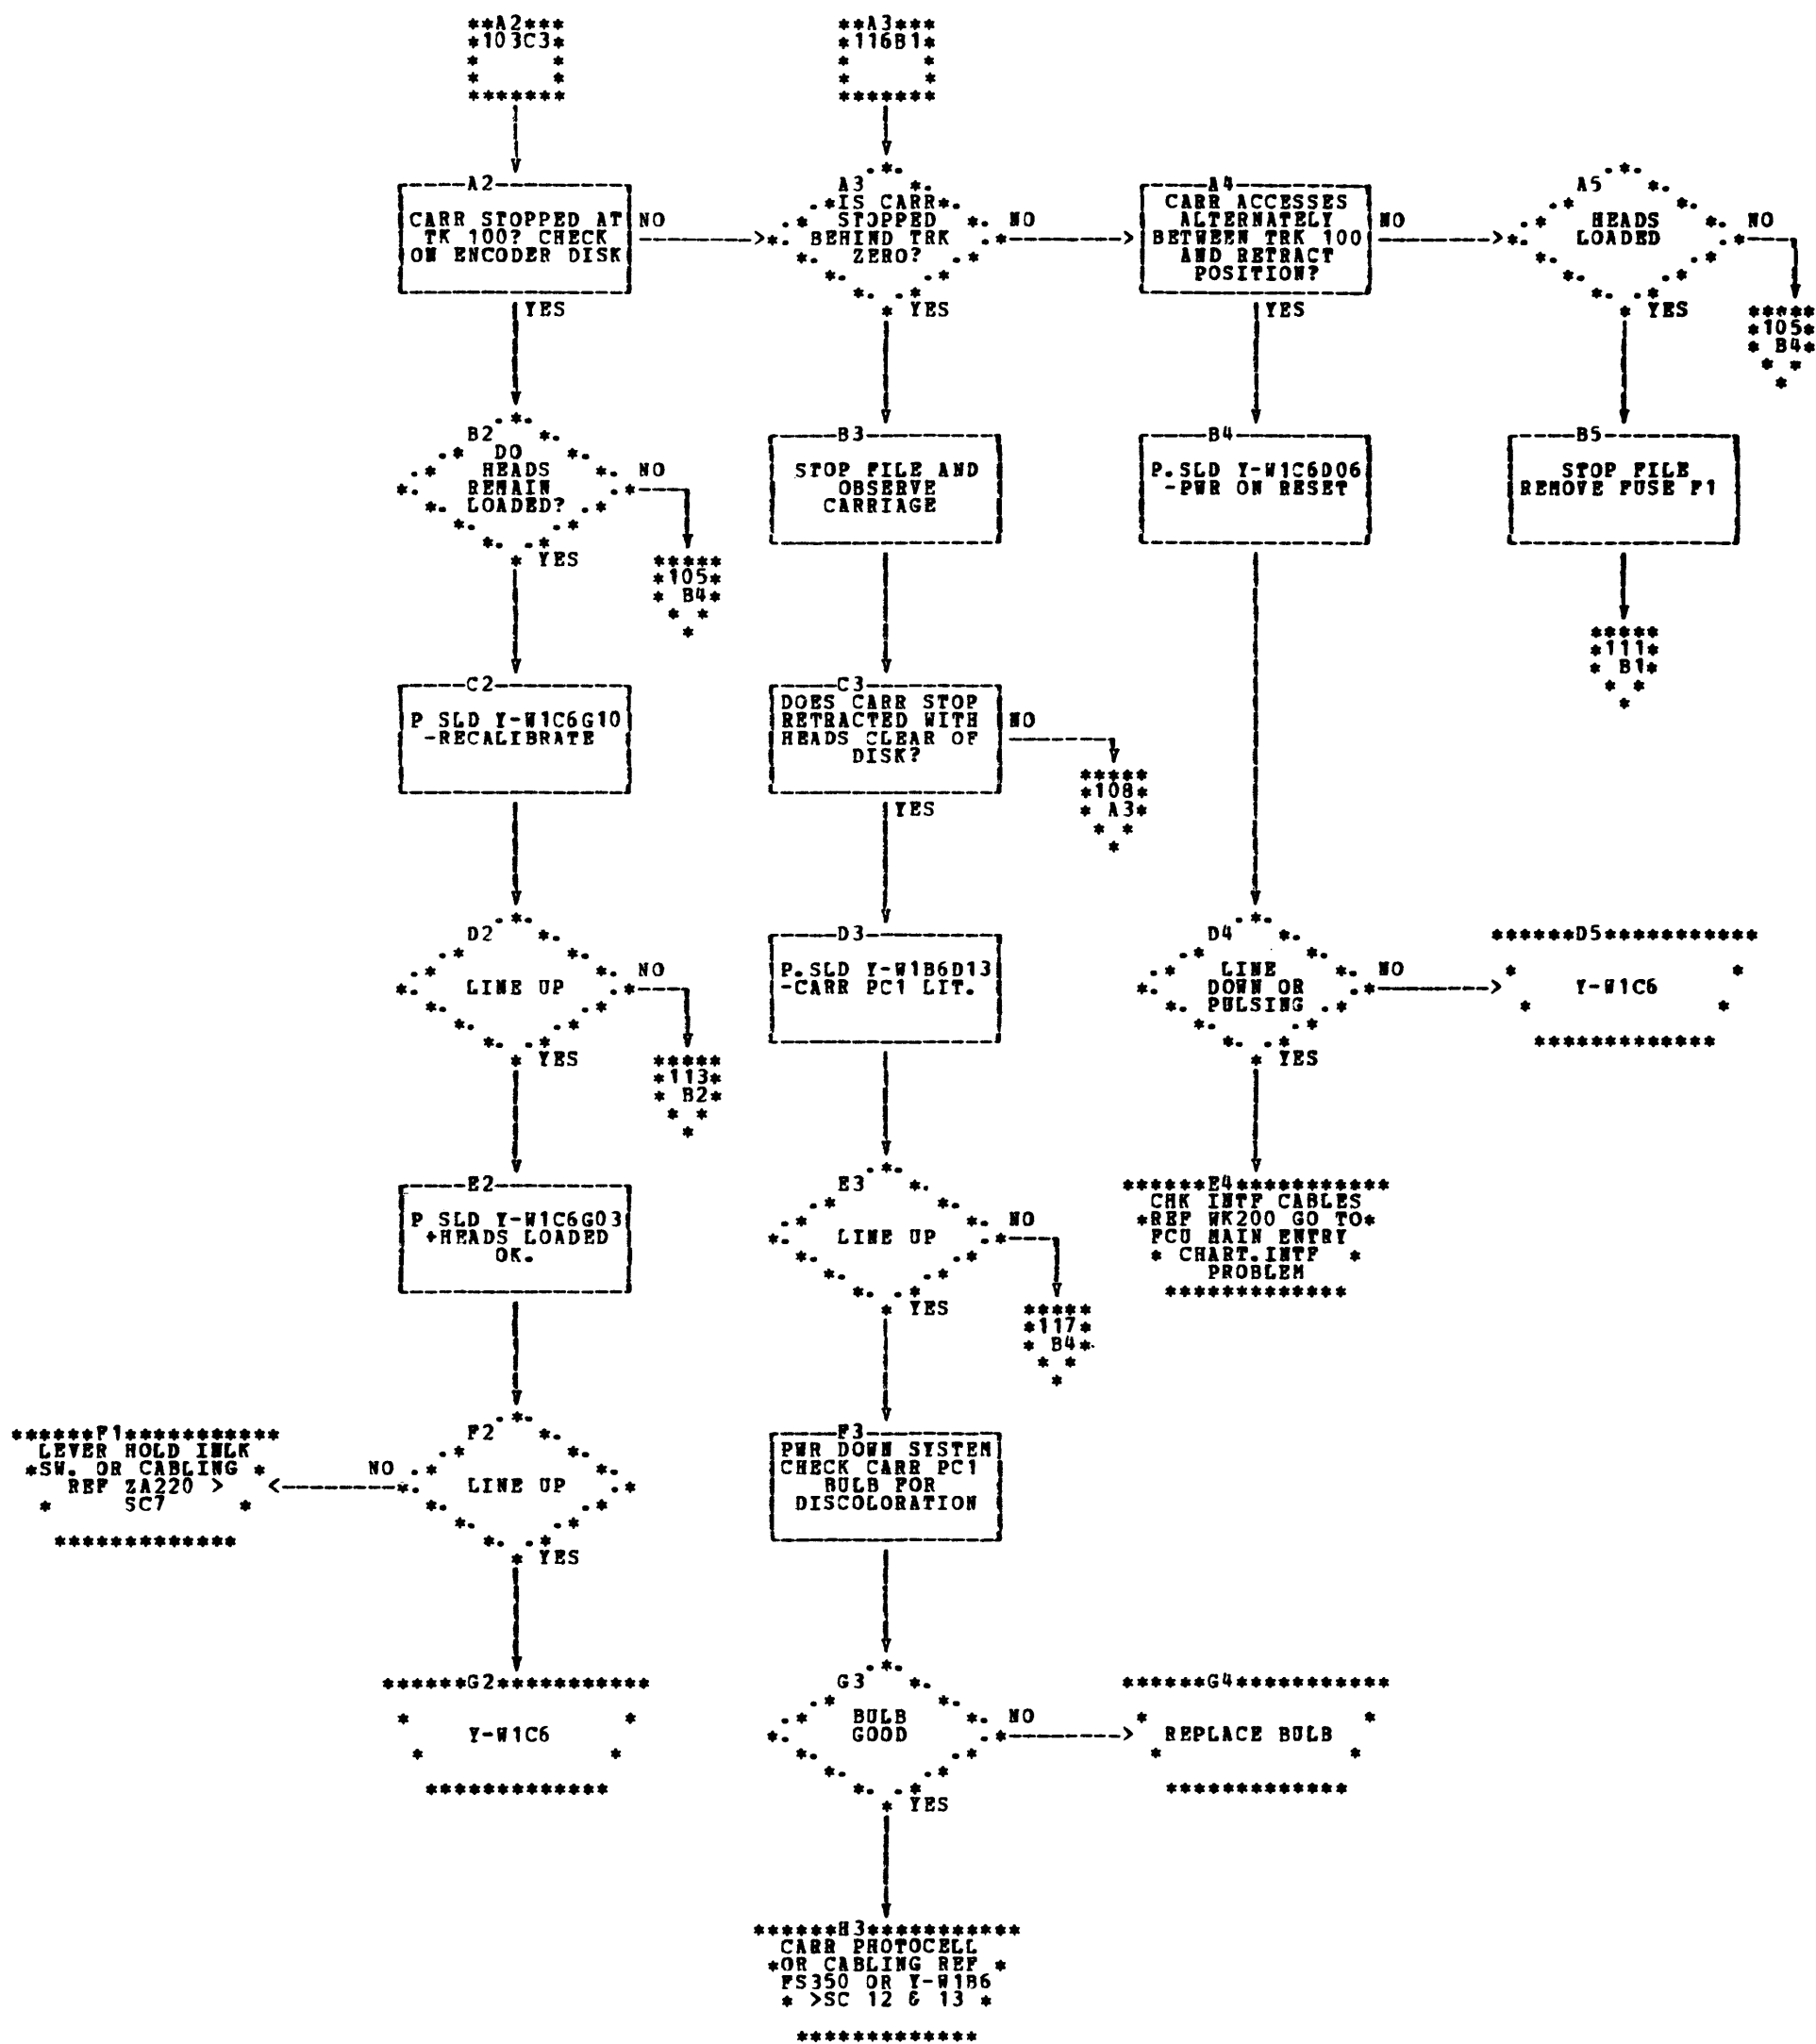 **A2***
*103C3*
**A3***
*116B1*
A2
CARR STOPPED AT
TK 100? CHECK
ON ENCODER DISK
NO
YES
A3
IS CARR
STOPPED
BEHIND TRK
ZERO?
NO
YES
A4
CARR ACCESSES
ALTERNATELY
BETWEEN TRK 100
AND RETRACT
POSITION?
NO
YES
A5
HEADS
LOADED
NO
YES
*105*
* B4*
B2
DO
HEADS
REMAIN
LOADED?
NO
YES
*105*
* B4*
B3
STOP FILE AND
OBSERVE
CARRIAGE
B4
P.SLD Y-W1C6D06
-PWR ON RESET
B5
STOP FILE
REMOVE FUSE F1
*111*
* B1*
C2
P SLD Y-W1C6G10
-RECALIBRATE
C3
DOES CARR STOP
RETRACTED WITH
HEADS CLEAR OF
DISK?
NO
YES
*108*
* A3*
D2
LINE UP
NO
YES
*113*
* B2*
D3
P.SLD Y-W1B6D13
-CARR PC1 LIT.
D4
LINE
DOWN OR
PULSING
NO
YES
******D5***********
Y-W1C6
E2
P SLD Y-W1C6G03
+HEADS LOADED
OK.
E3
LINE UP
NO
YES
*117*
* B4*
******E4***********
CHK INTF CABLES
*REF WK200 GO TO*
FCU MAIN ENTRY
* CHART.INTF *
PROBLEM
******F1***********
LEVER HOLD INLK
*SW. OR CABLING *
REF ZA220 >
* SC7 *
F2
NO
LINE UP
YES
F3
PWR DOWN SYSTEM
CHECK CARR PC1
BULB FOR
DISCOLORATION
******G2***********
Y-W1C6
G3
BULB
GOOD
NO
YES
******G4***********
REPLACE BULB
******H3***********
CARR PHOTOCELL
*OR CABLING REF *
FS350 OR Y-W1B6
* >SC 12 & 13 *